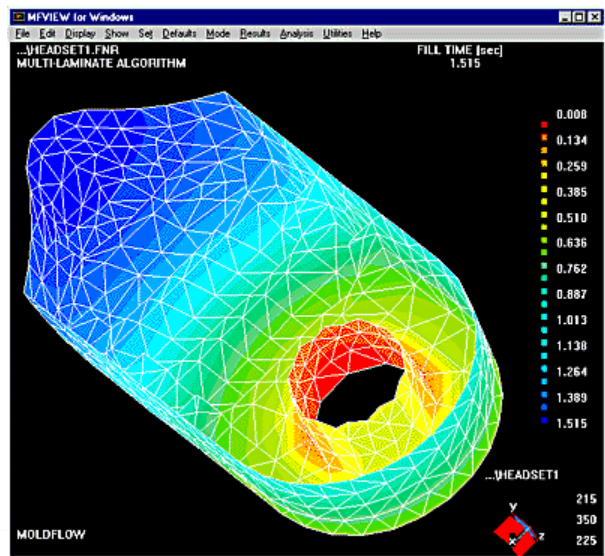 MFVIEW for Windows
File Edit Display Show Set Defaults Mode Results Analysis Utilities Help
...\HEADSET1.FNR
MULTI-LAMINATE ALGORITHM
FILL TIME [sec]
1.515
0.008
0.134
0.259
0.385
0.510
0.636
0.762
0.887
1.013
1.138
1.264
1.389
1.515
...\HEADSET1
215
350
225
y
z
x
MOLDFLOW